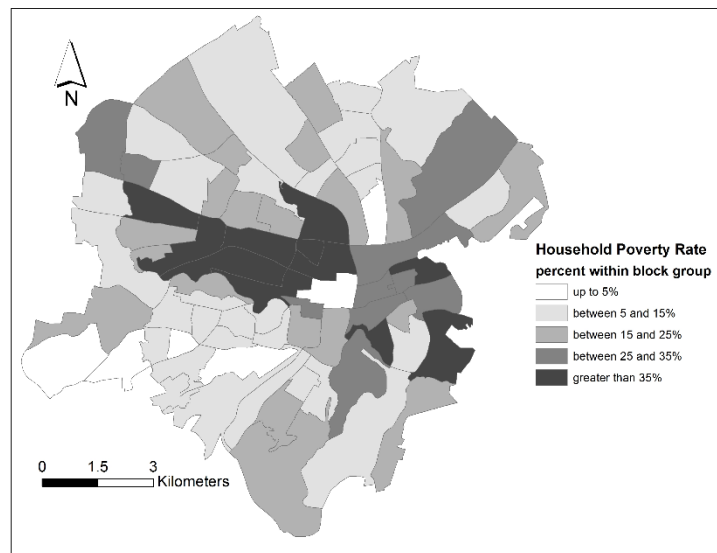 N
Household Poverty Rate
percent within block group
up to 5%
between 5 and 15%
between 15 and 25%
between 25 and 35%
greater than 35%
0 1.5 3
Kilometers